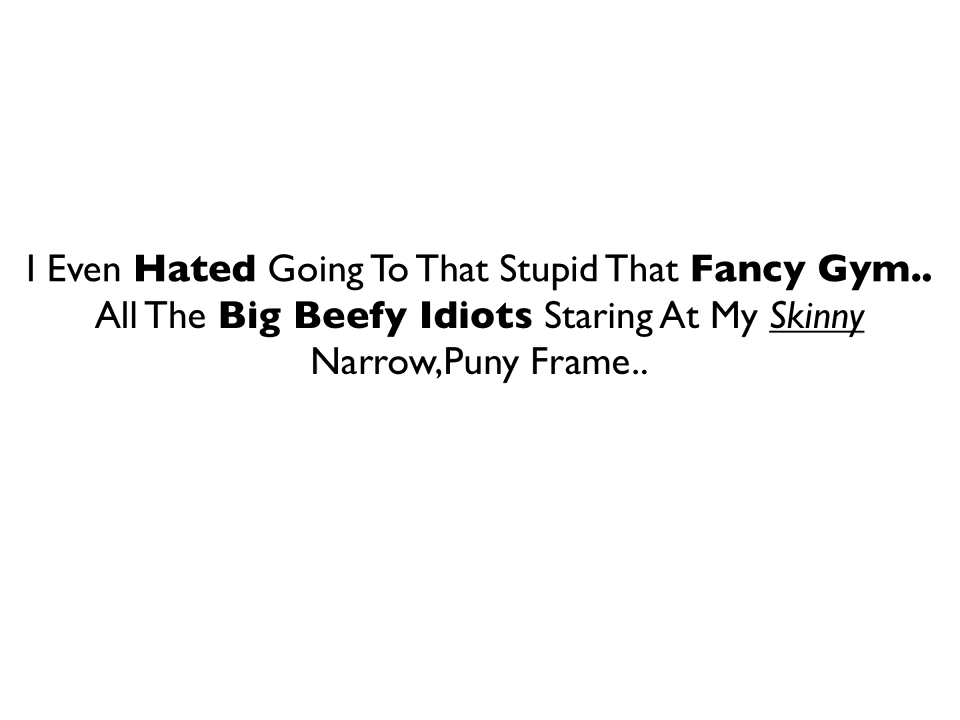 I Even Hated Going To That Stupid That Fancy Gym..
All The Big Beefy Idiots Staring At My Skinny
Narrow,Puny Frame..